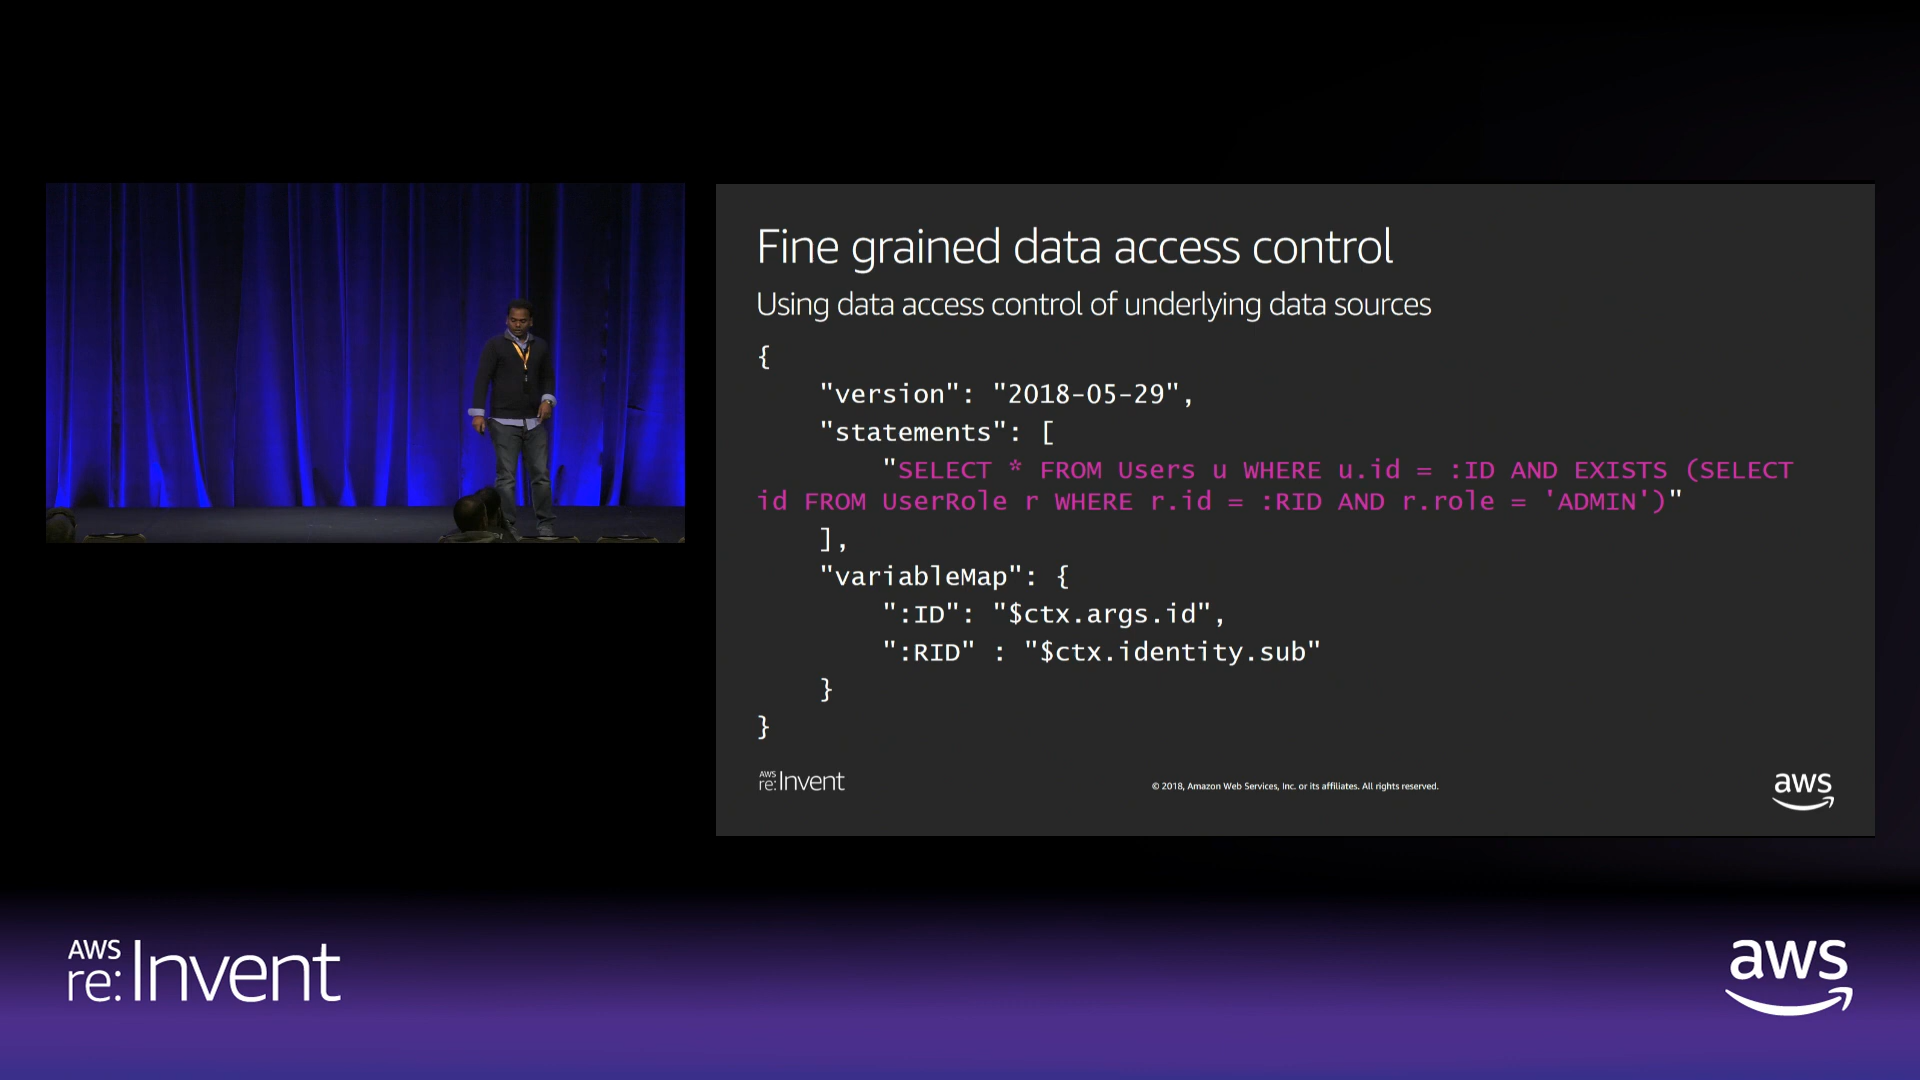 Fine grained data access control
Using data access control of underlying data sources
{
"version": "2018-05-29",
"statements": [
"SELECT * FROM Users u WHERE u.id = :ID AND EXISTS (SELECT
id FROM UserRole r WHERE r.id = :RID AND r.role = 'ADMIN')"
],
"variableMap": {
":ID": "$ctx.args.id",
":RID" : "$ctx.identity.sub"
}
}
AWS
re:Invent
© 2018, Amazon Web Services, Inc. or its affiliates. All rights reserved.
aws
AWS
re:Invent
aws